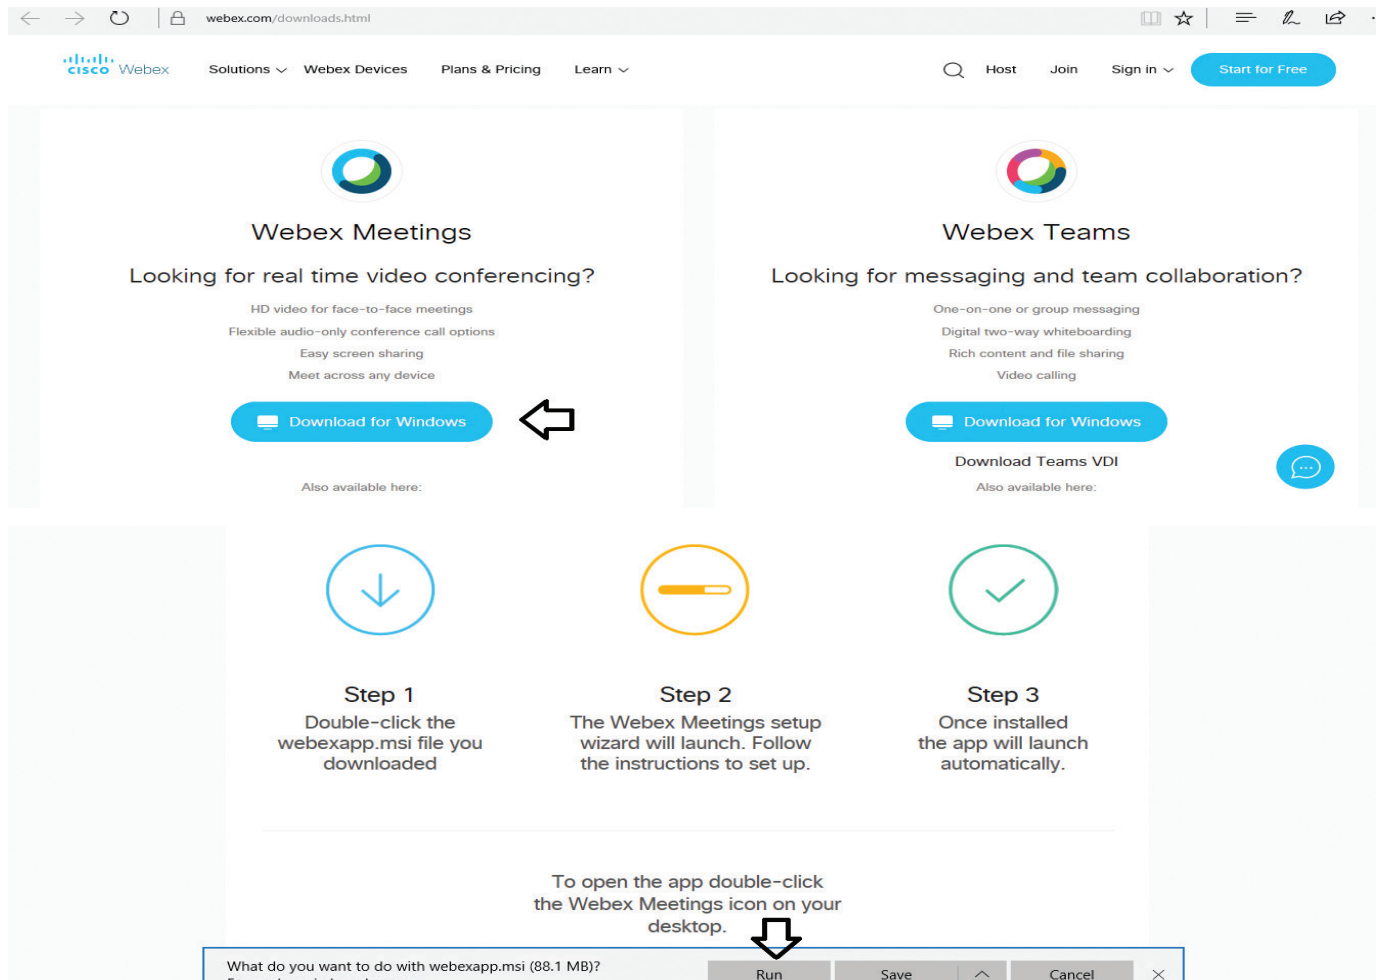 webex.com/downloads.html
CISCO Webex Solutions Webex Devices Plans & Pricing Learn Host Join Sign in Start for Free
Webex Meetings
Looking for real time video conferencing?
HD video for face-to-face meetings
Flexible audio-only conference call options
Easy screen sharing
Meet across any device
Download for Windows
Also available here:
Webex Teams
Looking for messaging and team collaboration?
One-on-one or group messaging
Digital two-way whiteboarding
Rich content and file sharing
Video calling
Download for Windows
Download Teams VDI
Also available here:
Step 1
Double-click the
webexapp.msi file you
downloaded
Step 2
The Webex Meetings setup
wizard will launch. Follow
the instructions to set up.
Step 3
Once installed
the app will launch
automatically.
To open the app double-click
the Webex Meetings icon on your
desktop.
What do you want to do with webexapp.msi (88.1 MB)?
Run Save Cancel